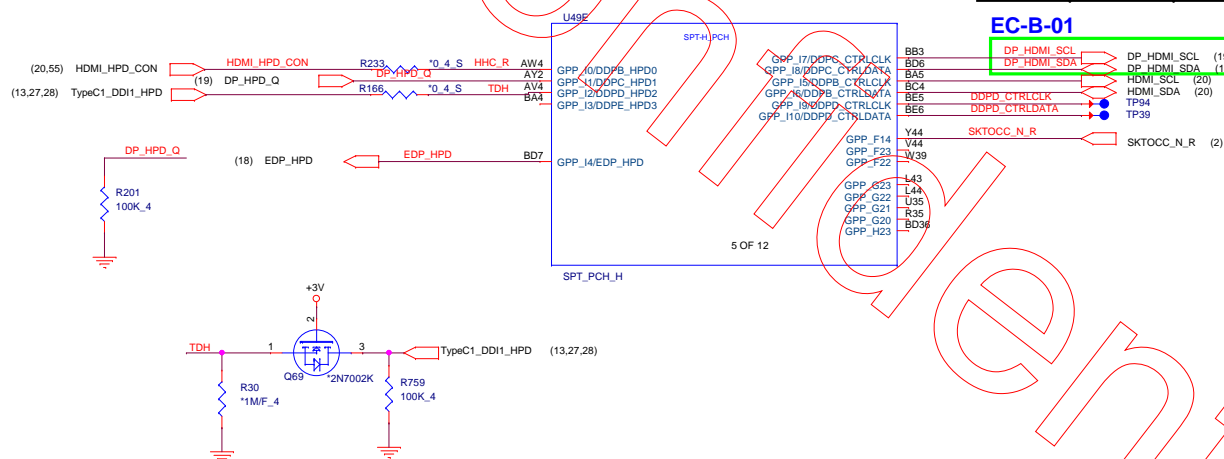 U49E
EC-B-01
SPT-H_PCH
(20,55) HDMI_HPD_CON HDMI_HPD_CON R233 *0_4_S HHC_R AW4 GPP_I0/DDPB_HPD0
(19) DP_HPD_Q DP_HPD_Q AY2 GPP_I1/DDPC_HPD1
(13,27,28) TypeC1_DDI1_HPD R166 *0_4_S TDH AV4 GPP_I2/DDPD_HPD2
BA4 GPP_I3/DDPE_HPD3
GPP_I7/DDPC_CTRLCLK BB3 DP_HDMI_SCL DP_HDMI_SCL
GPP_I8/DDPC_CTRLDATA BD6 DP_HDMI_SDA DP_HDMI_SDA
GPP_I5/DDPB_CTRLCLK BA5 HDMI_SCL (20)
GPP_I6/DDPB_CTRLDATA BC4 HDMI_SDA (20)
GPP_I9/DDPD_CTRLCLK BE5 DDPD_CTRLCLK TP94
GPP_I10/DDPD_CTRLDATA BE6 DDPD_CTRLDATA TP39
GPP_F14 Y44 SKTOCC_N_R SKTOCC_N_R (2)
GPP_F23 V44
GPP_F22 W39
DP_HPD_Q
(18) EDP_HPD EDP_HPD BD7 GPP_I4/EDP_HPD
R201
100K_4
GPP_G23 L43
GPP_G22 L44
GPP_G21 U35
GPP_G20 R35
GPP_H23 BD36
5 OF 12
SPT_PCH_H
+3V
2
TDH 1 3 TypeC1_DDI1_HPD (13,27,28)
Q69 *2N7002K
R30
*1M/F_4
R759
100K_4